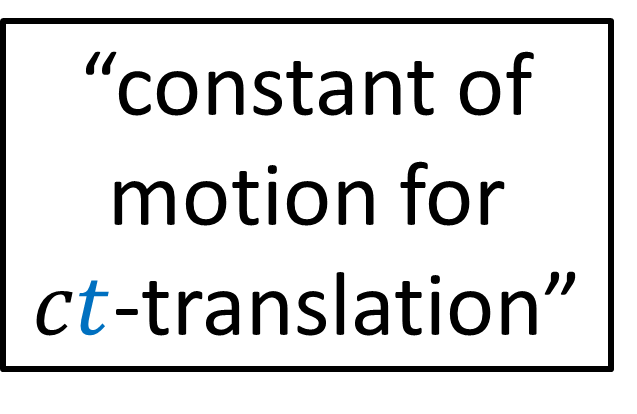 “constant of
motion for
ct-translation”